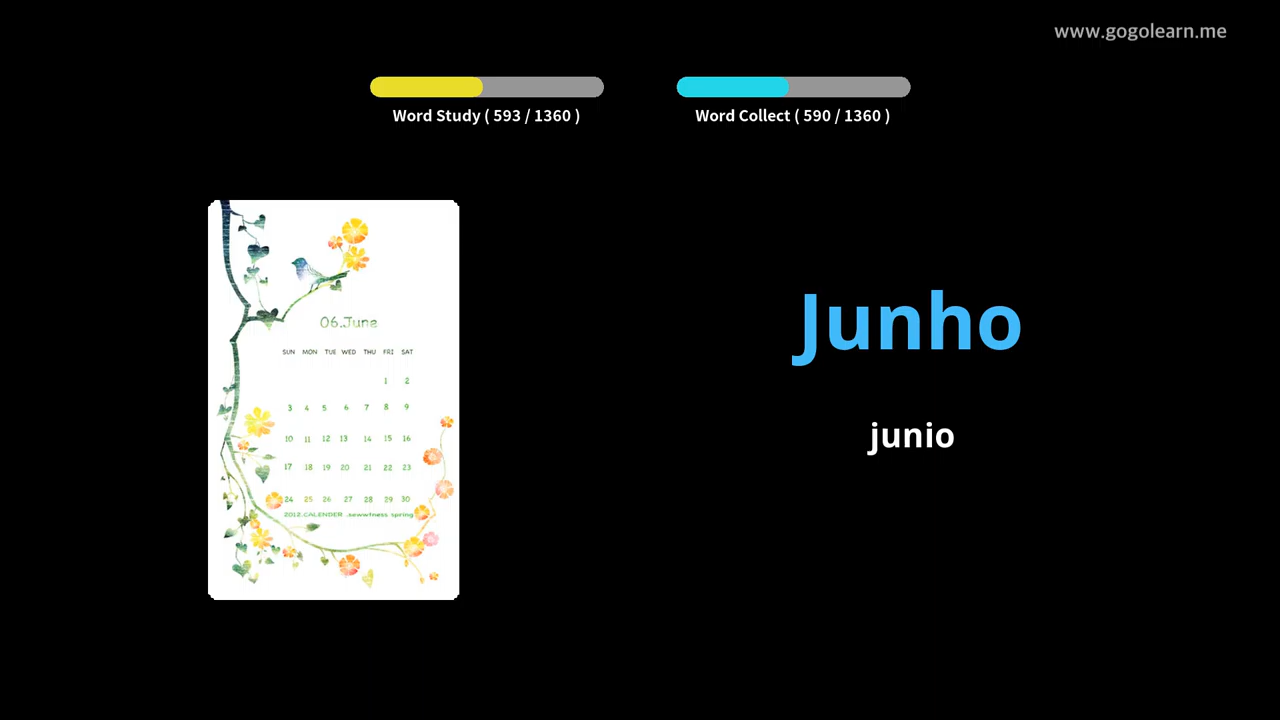 www.gogolearn.me
Word Study ( 593 / 1360 )
Word Collect ( 590 / 1360 )
06.June
SUN MON TUE WED THU FRI SAT
1 2
3 4 5 6 7 8 9
10 11 12 13 14 15 16
17 18 19 20 21 22 23
24 25 26 27 28 29 30
2012.CALENDER .sewwtness spring
Junho
junio